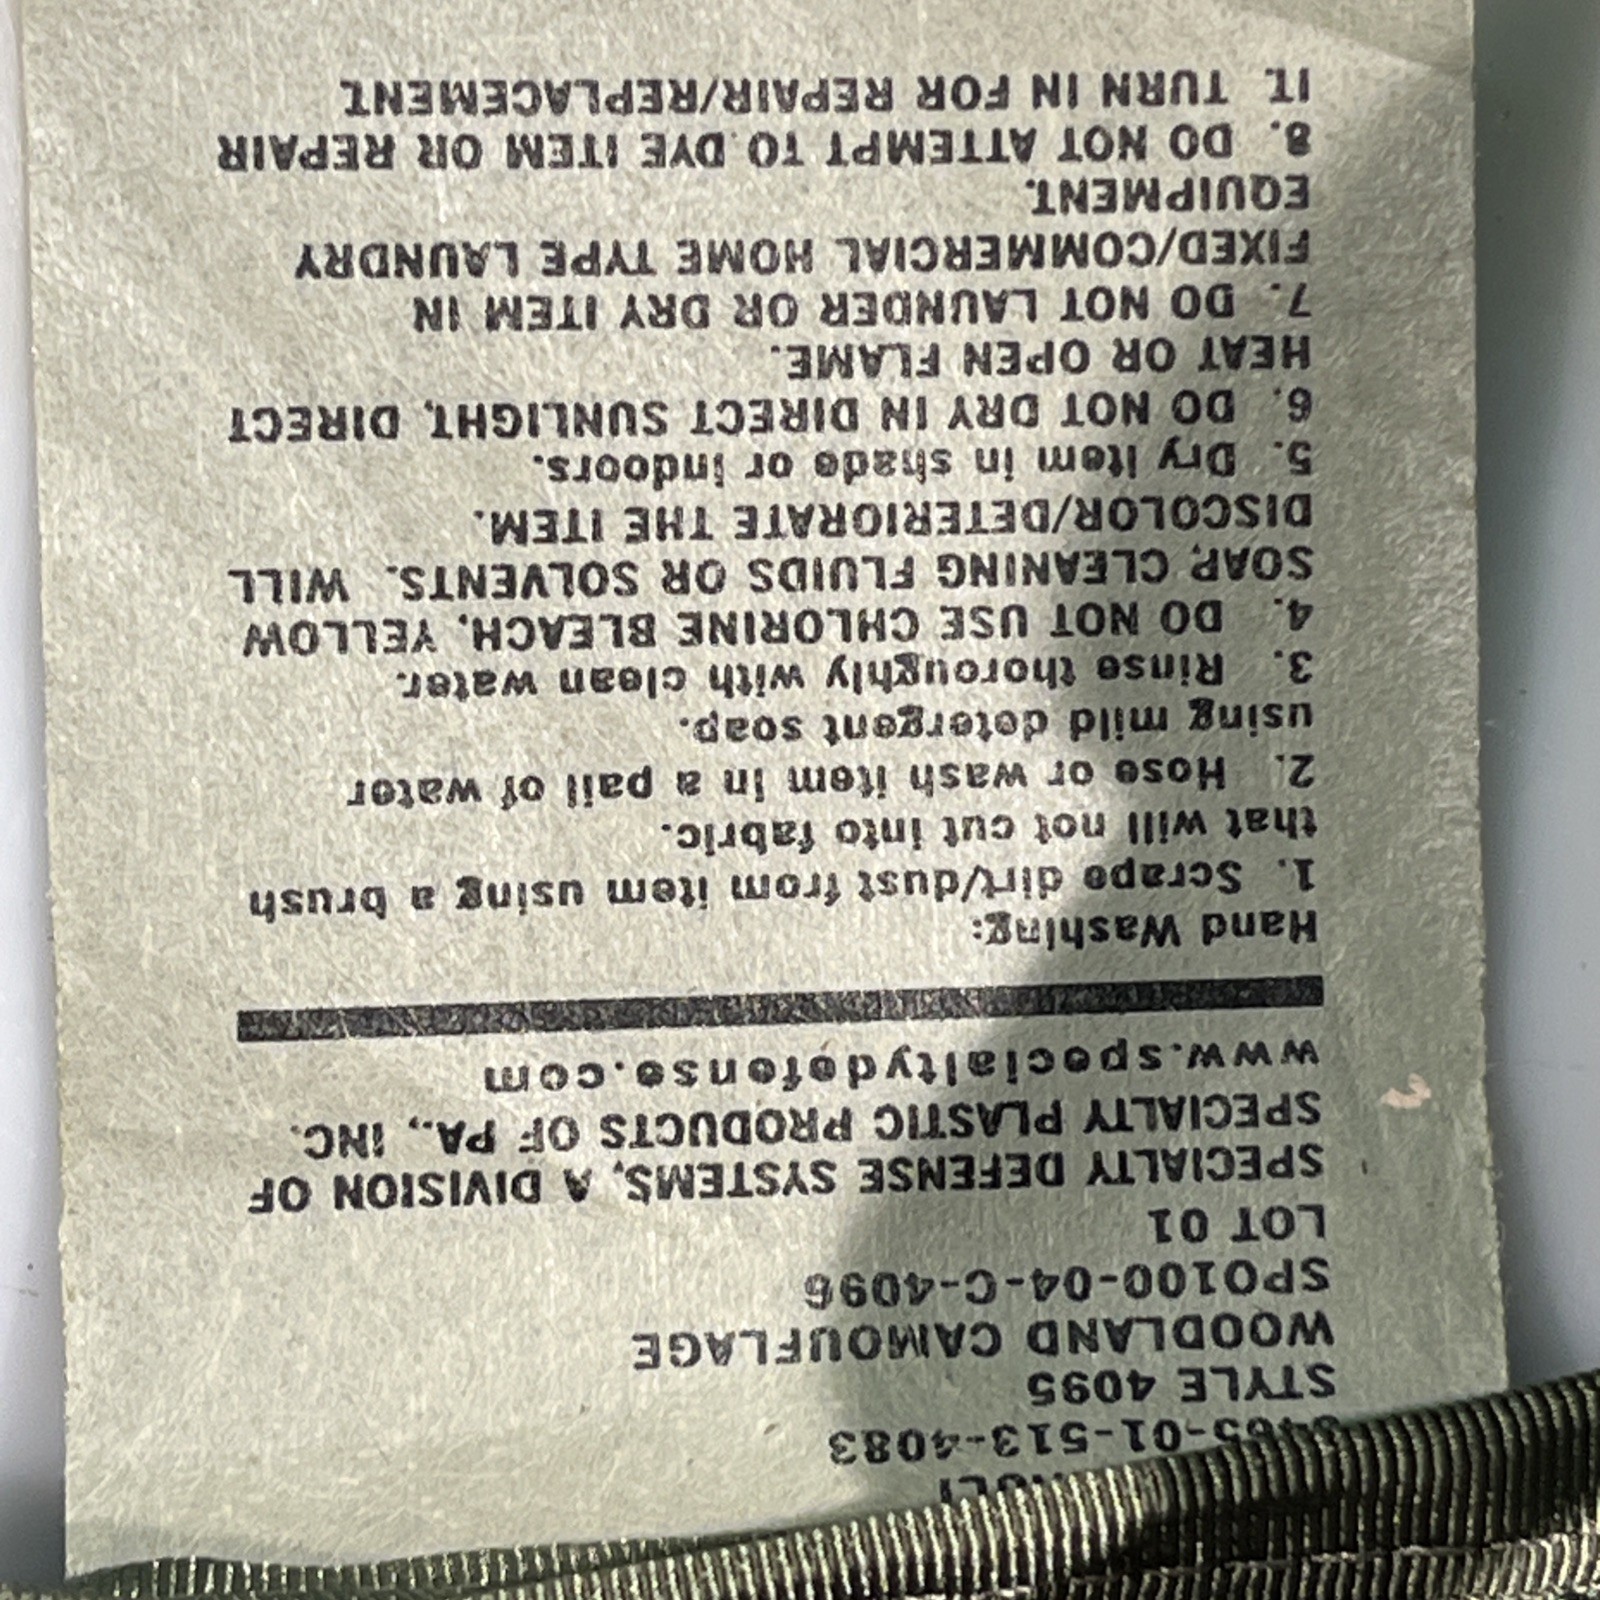 8465-01-513-4083
STYLE 4095
WOODLAND CAMOUFLAGE
SPO100-04-C-4096
LOT 01
SPECIALTY DEFENSE SYSTEMS, A DIVISION OF
SPECIALTY PLASTIC PRODUCTS OF PA., INC.
www.specialtydefense.com
Hand Washing:
1. Scrape dirt/dust from item using a brush
that will not cut into fabric.
2. Hose or wash item in a pail of water
using mild detergent soap.
3. Rinse thoroughly with clean water.
4. DO NOT USE CHLORINE BLEACH, YELLOW
SOAP, CLEANING FLUIDS OR SOLVENTS. WILL
DISCOLOR/DETERIORATE THE ITEM.
5. Dry item in shade or indoors.
6. DO NOT DRY IN DIRECT SUNLIGHT, DIRECT
HEAT OR OPEN FLAME.
7. DO NOT LAUNDER OR DRY ITEM IN
FIXED/COMMERCIAL HOME TYPE LAUNDRY
EQUIPMENT.
8. DO NOT ATTEMPT TO DYE ITEM OR REPAIR
IT. TURN IN FOR REPAIR/REPLACEMENT.